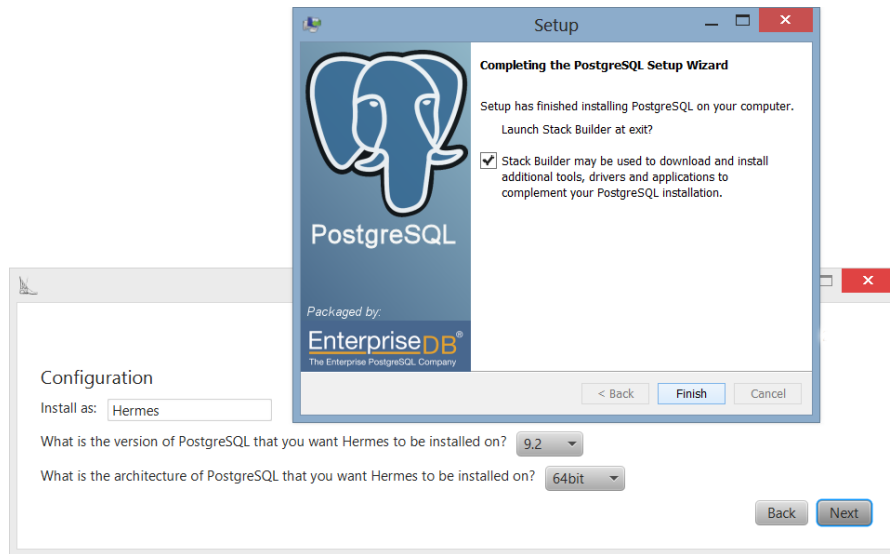 Setup
Completing the PostgreSQL Setup Wizard
Setup has finished installing PostgreSQL on your computer.
Launch Stack Builder at exit?
Stack Builder may be used to download and install
additional tools, drivers and applications to
complement your PostgreSQL installation.
PostgreSQL
Packaged by:
EnterpriseDB®
The Enterprise PostgreSQL Company
< Back Finish Cancel
Configuration
Install as: Hermes
What is the version of PostgreSQL that you want Hermes to be installed on? 9.2
What is the architecture of PostgreSQL that you want Hermes to be installed on? 64bit
Back Next